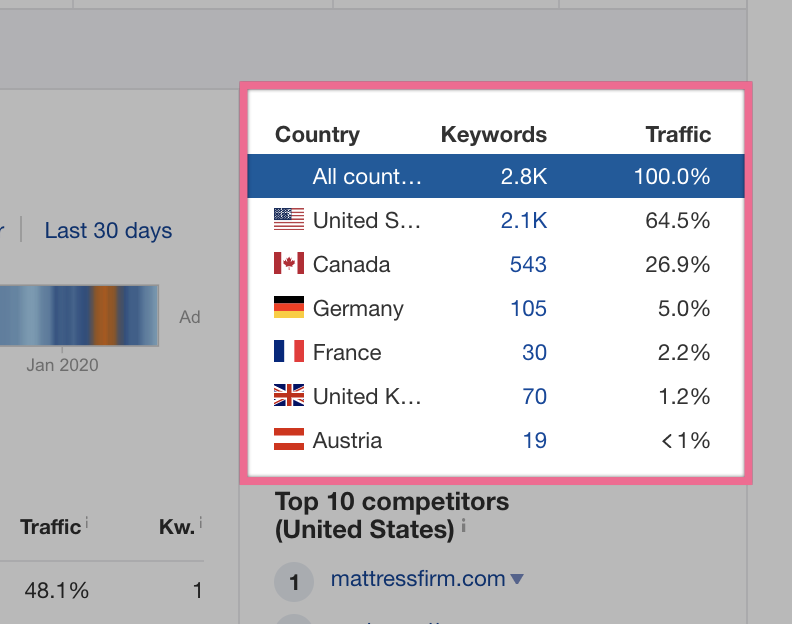 Country Keywords Traffic
All count… 2.8K 100.0%
United S… 2.1K 64.5%
Canada 543 26.9%
Germany 105 5.0%
France 30 2.2%
United K… 70 1.2%
Austria 19 <1%
Last 30 days
Ad
Jan 2020
Traffic i Kw. i
48.1% 1
Top 10 competitors
(United States) i
1 mattressfirm.com